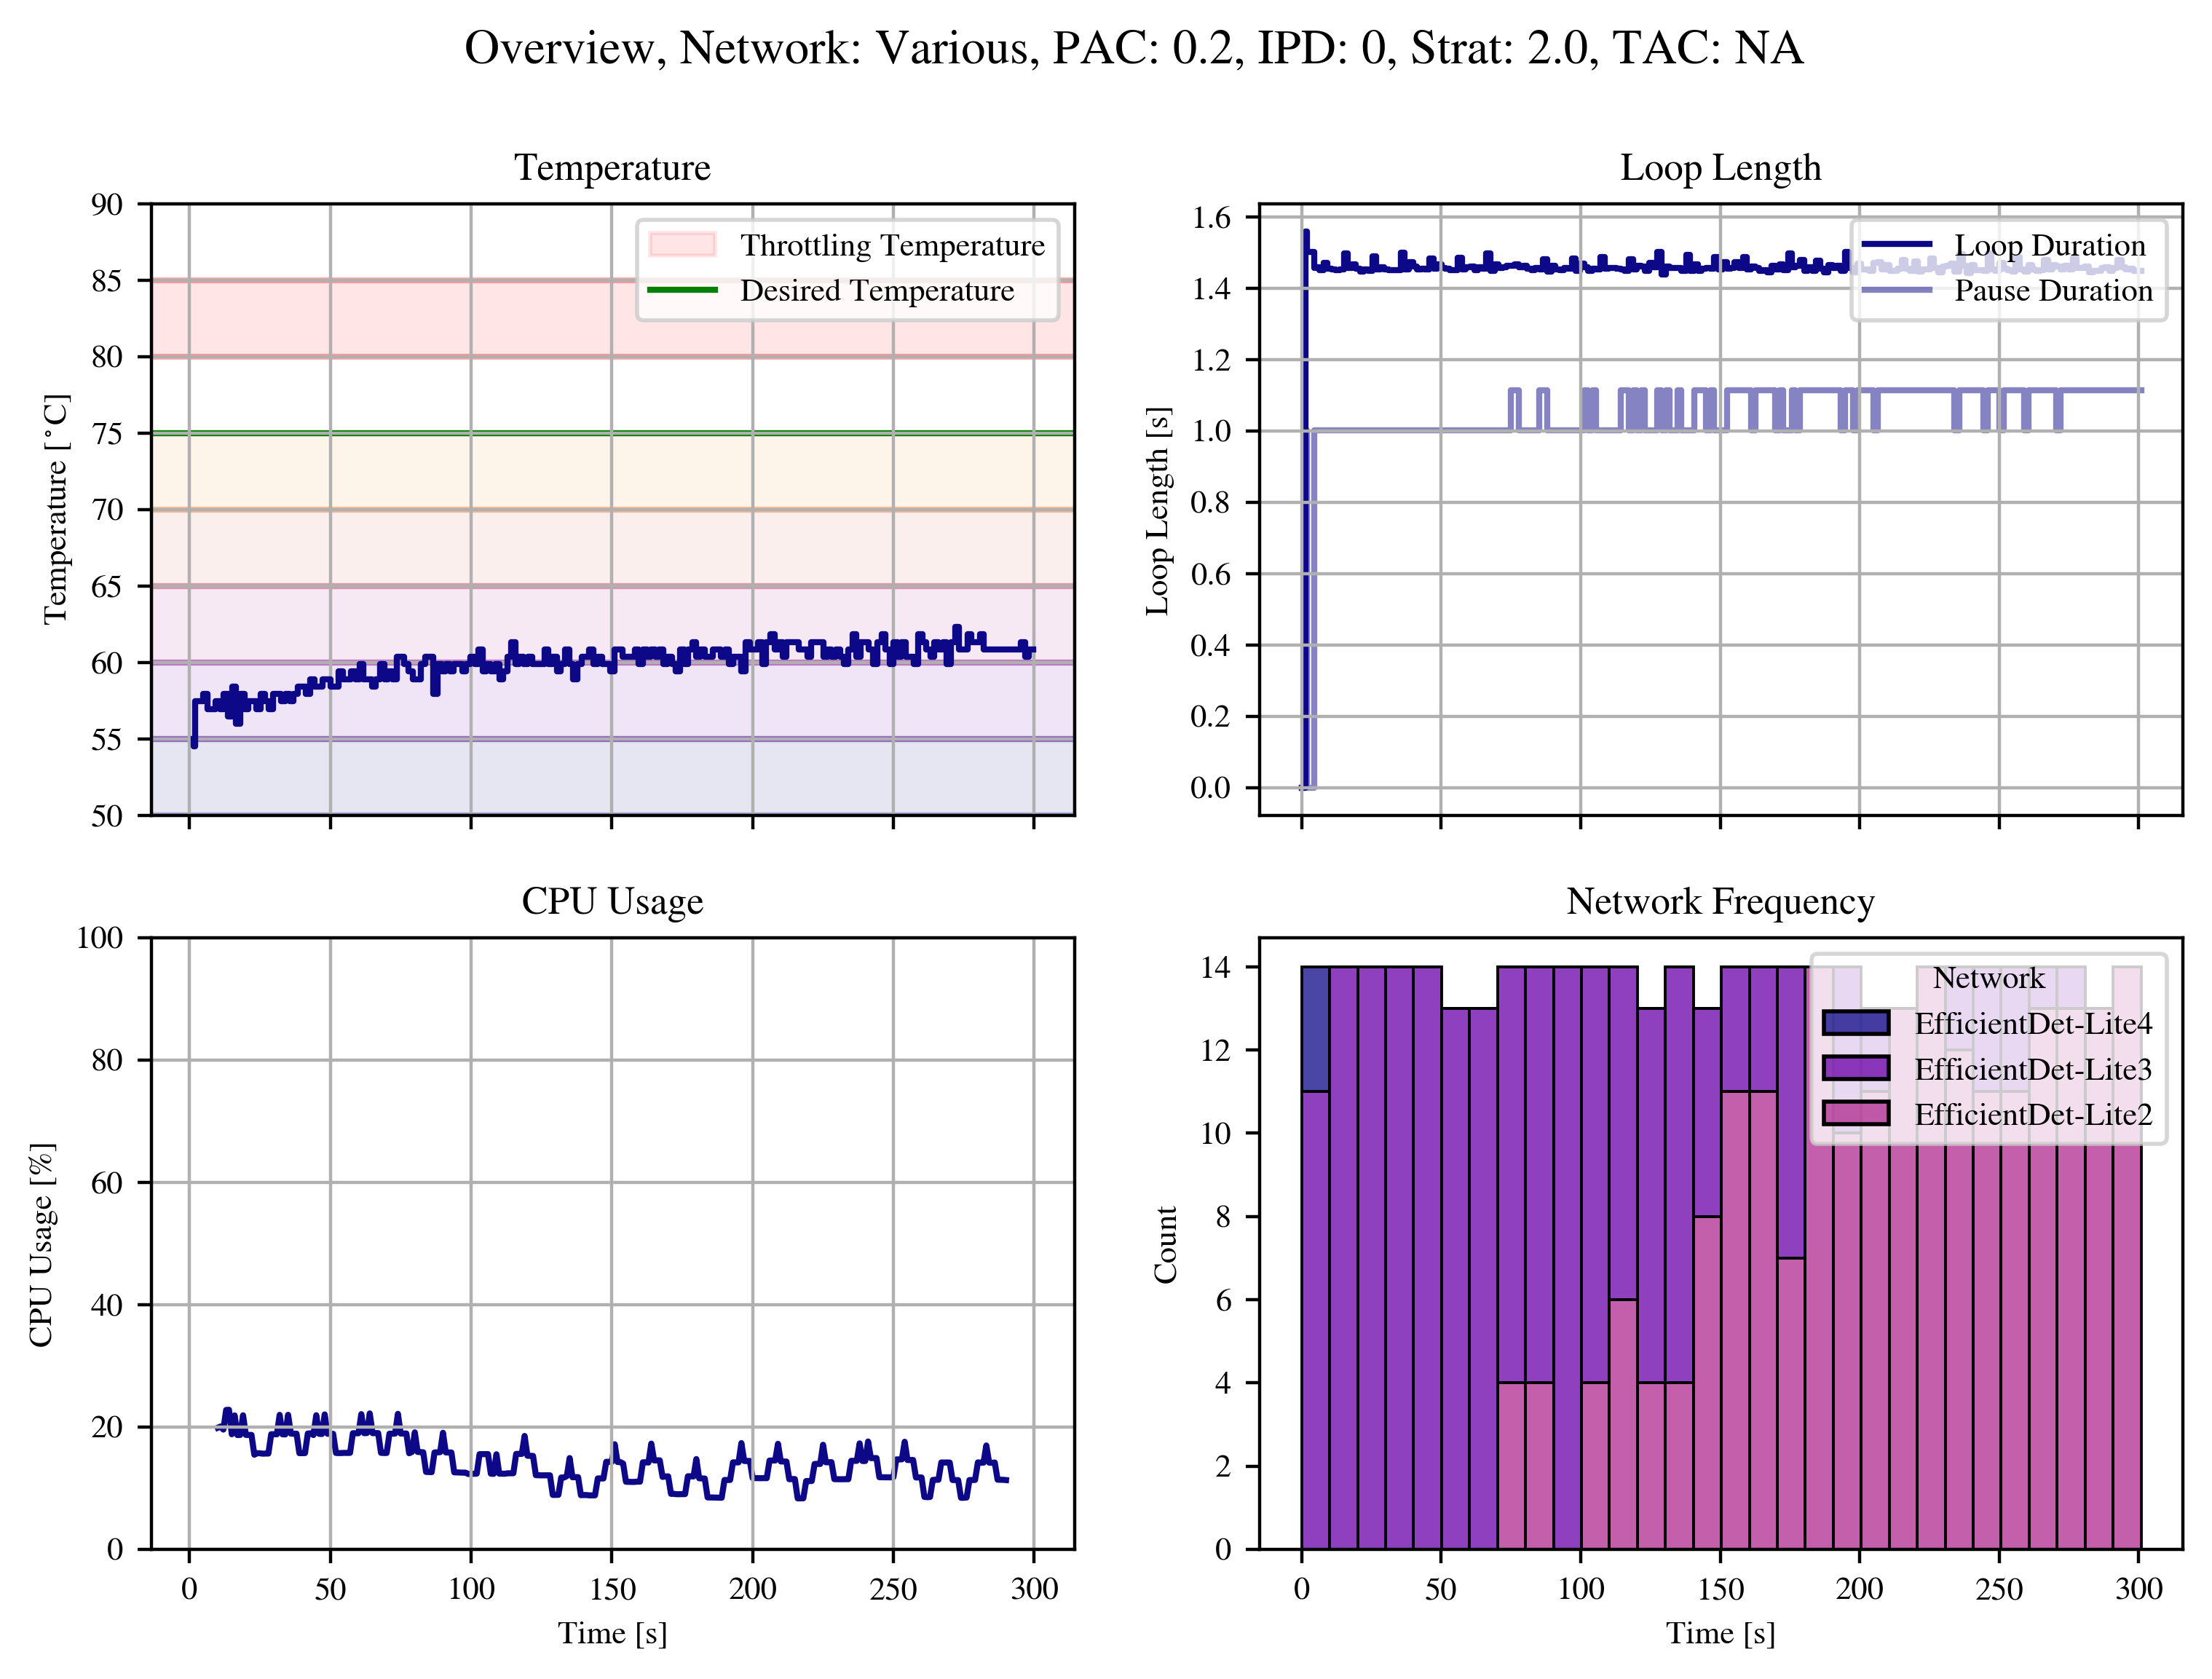 Overview, Network: Various, PAC: 0.2, IPD: 0, Strat: 2.0, TAC: NA
Temperature
90
85
80
75
70
65
60
55
50
Temperature [°C]
Throttling Temperature
Desired Temperature
Loop Length
1.6
1.4
1.2
1.0
0.8
0.6
0.4
0.2
0.0
Loop Length [s]
Loop Duration
Pause Duration
CPU Usage
100
80
60
40
20
0
CPU Usage [%]
0 50 100 150 200 250 300
Time [s]
Network Frequency
14
12
10
8
6
4
2
0
Count
Network
EfficientDet-Lite4
EfficientDet-Lite3
EfficientDet-Lite2
0 50 100 150 200 250 300
Time [s]